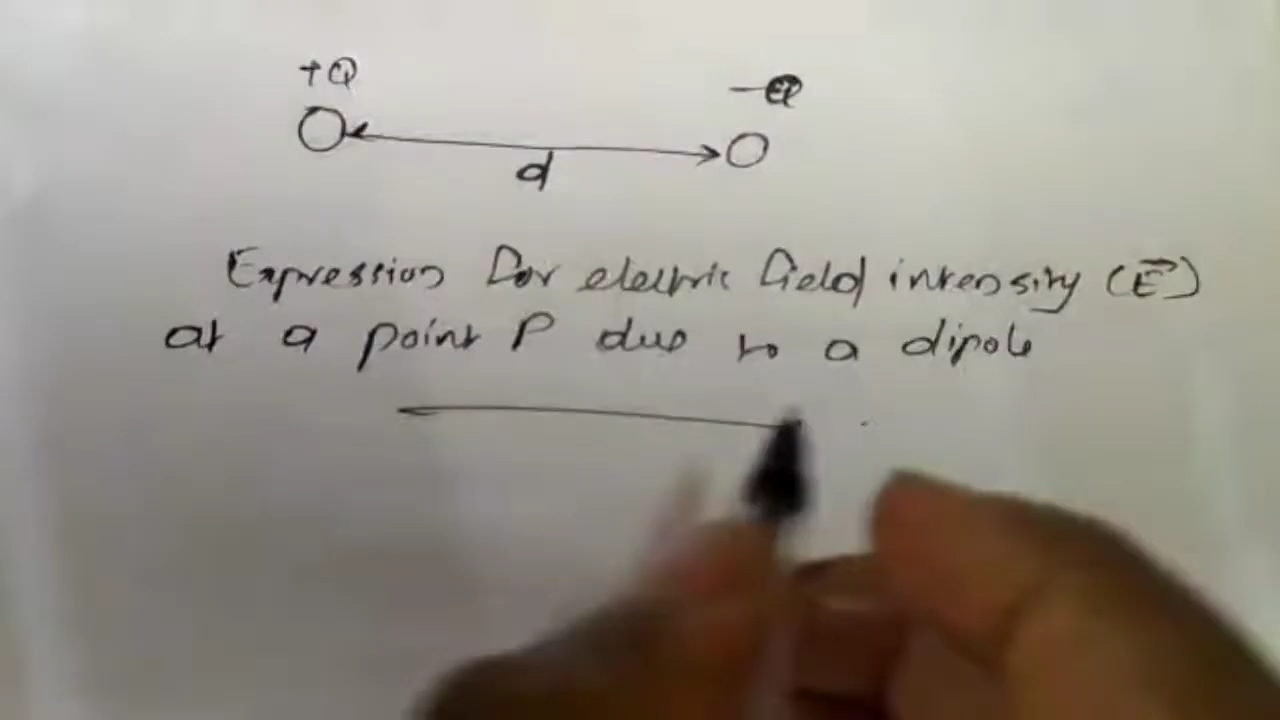 +Q
-Q
d
Expression for electric field intensity (E⃗)
at a point P due to a dipole